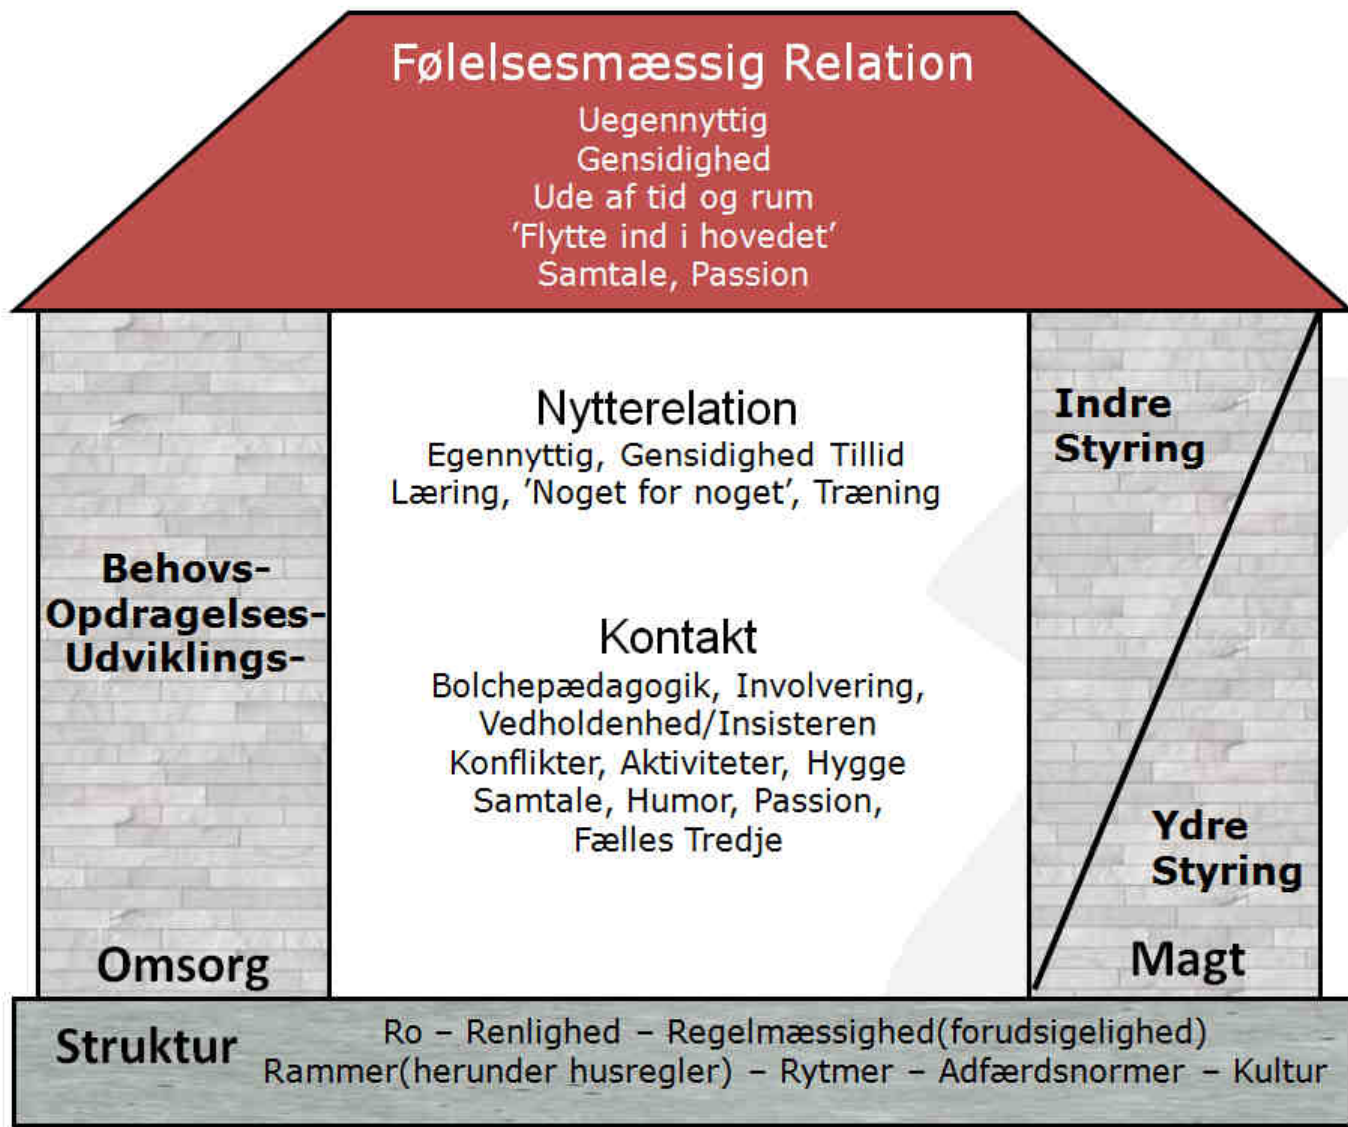 Følelsesmæssig Relation
Uegennyttig
Gensidighed
Ude af tid og rum
’Flytte ind i hovedet’
Samtale, Passion
Behovs-
Opdragelses-
Udviklings-
Omsorg
Nytterelation
Egennyttig, Gensidighed Tillid
Læring, ’Noget for noget’, Træning
Kontakt
Bolchepædagogik, Involvering,
Vedholdenhed/Insisteren
Konflikter, Aktiviteter, Hygge
Samtale, Humor, Passion,
Fælles Tredje
Indre
Styring
Ydre
Styring
Magt
Struktur
Ro – Renlighed – Regelmæssighed(forudsigelighed)
Rammer(herunder husregler) – Rytmer – Adfærdsnormer – Kultur